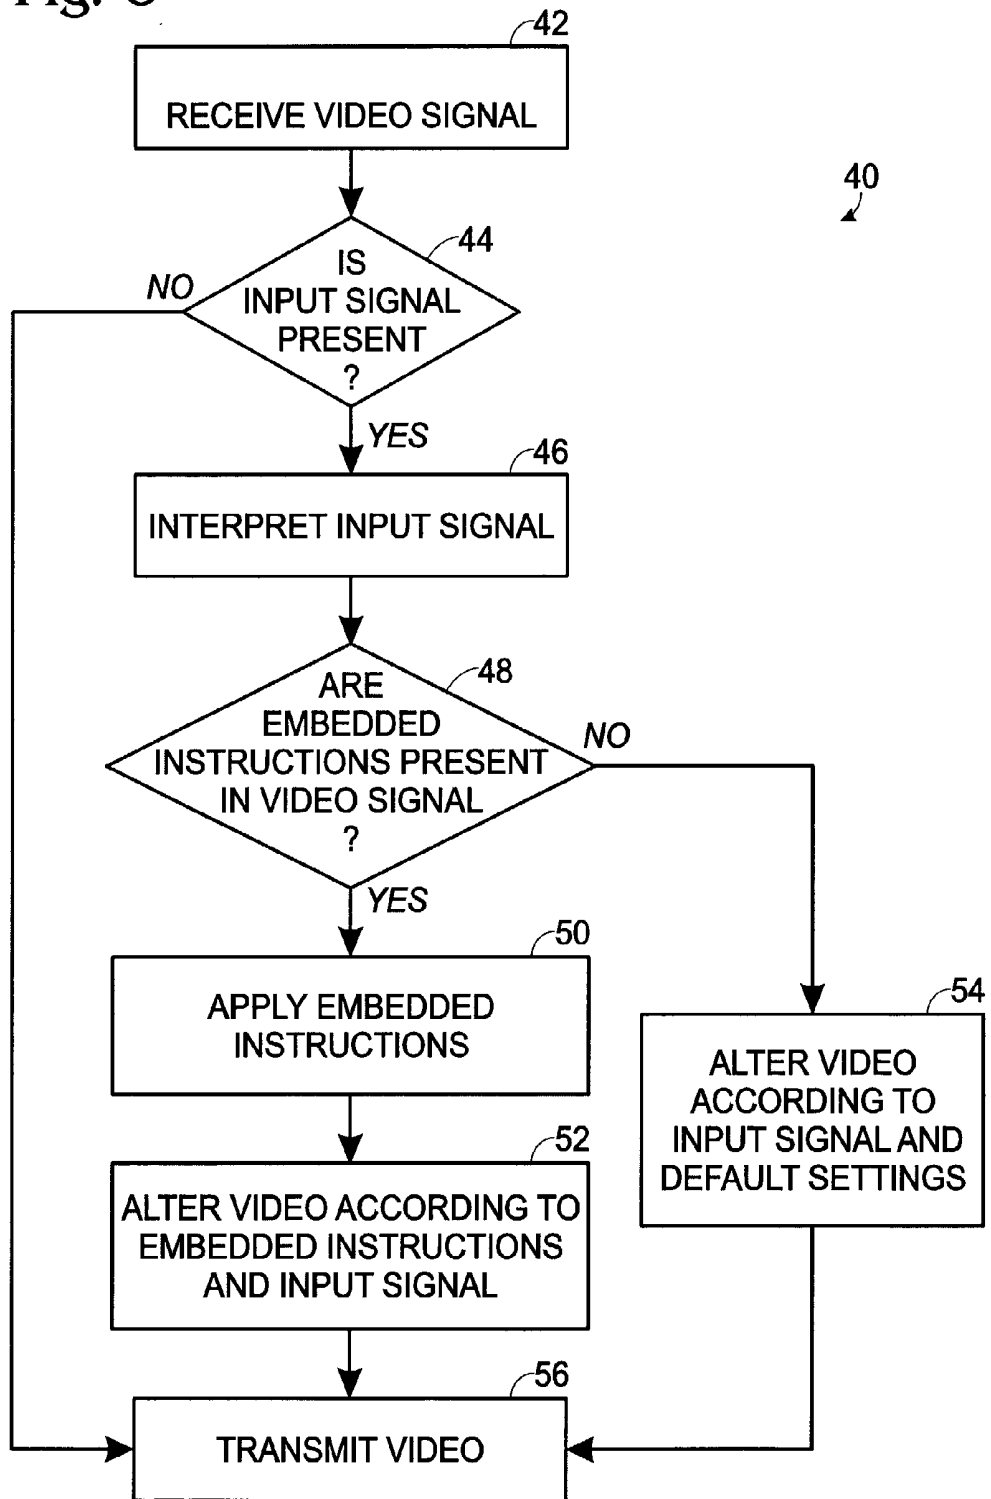 42
RECEIVE VIDEO SIGNAL
40
44
IS
INPUT SIGNAL
PRESENT
?
NO
YES
46
INTERPRET INPUT SIGNAL
48
ARE
EMBEDDED
INSTRUCTIONS PRESENT
IN VIDEO SIGNAL
?
NO
YES
50
APPLY EMBEDDED
INSTRUCTIONS
54
ALTER VIDEO
ACCORDING TO
INPUT SIGNAL AND
DEFAULT SETTINGS
52
ALTER VIDEO ACCORDING TO
EMBEDDED INSTRUCTIONS
AND INPUT SIGNAL
56
TRANSMIT VIDEO